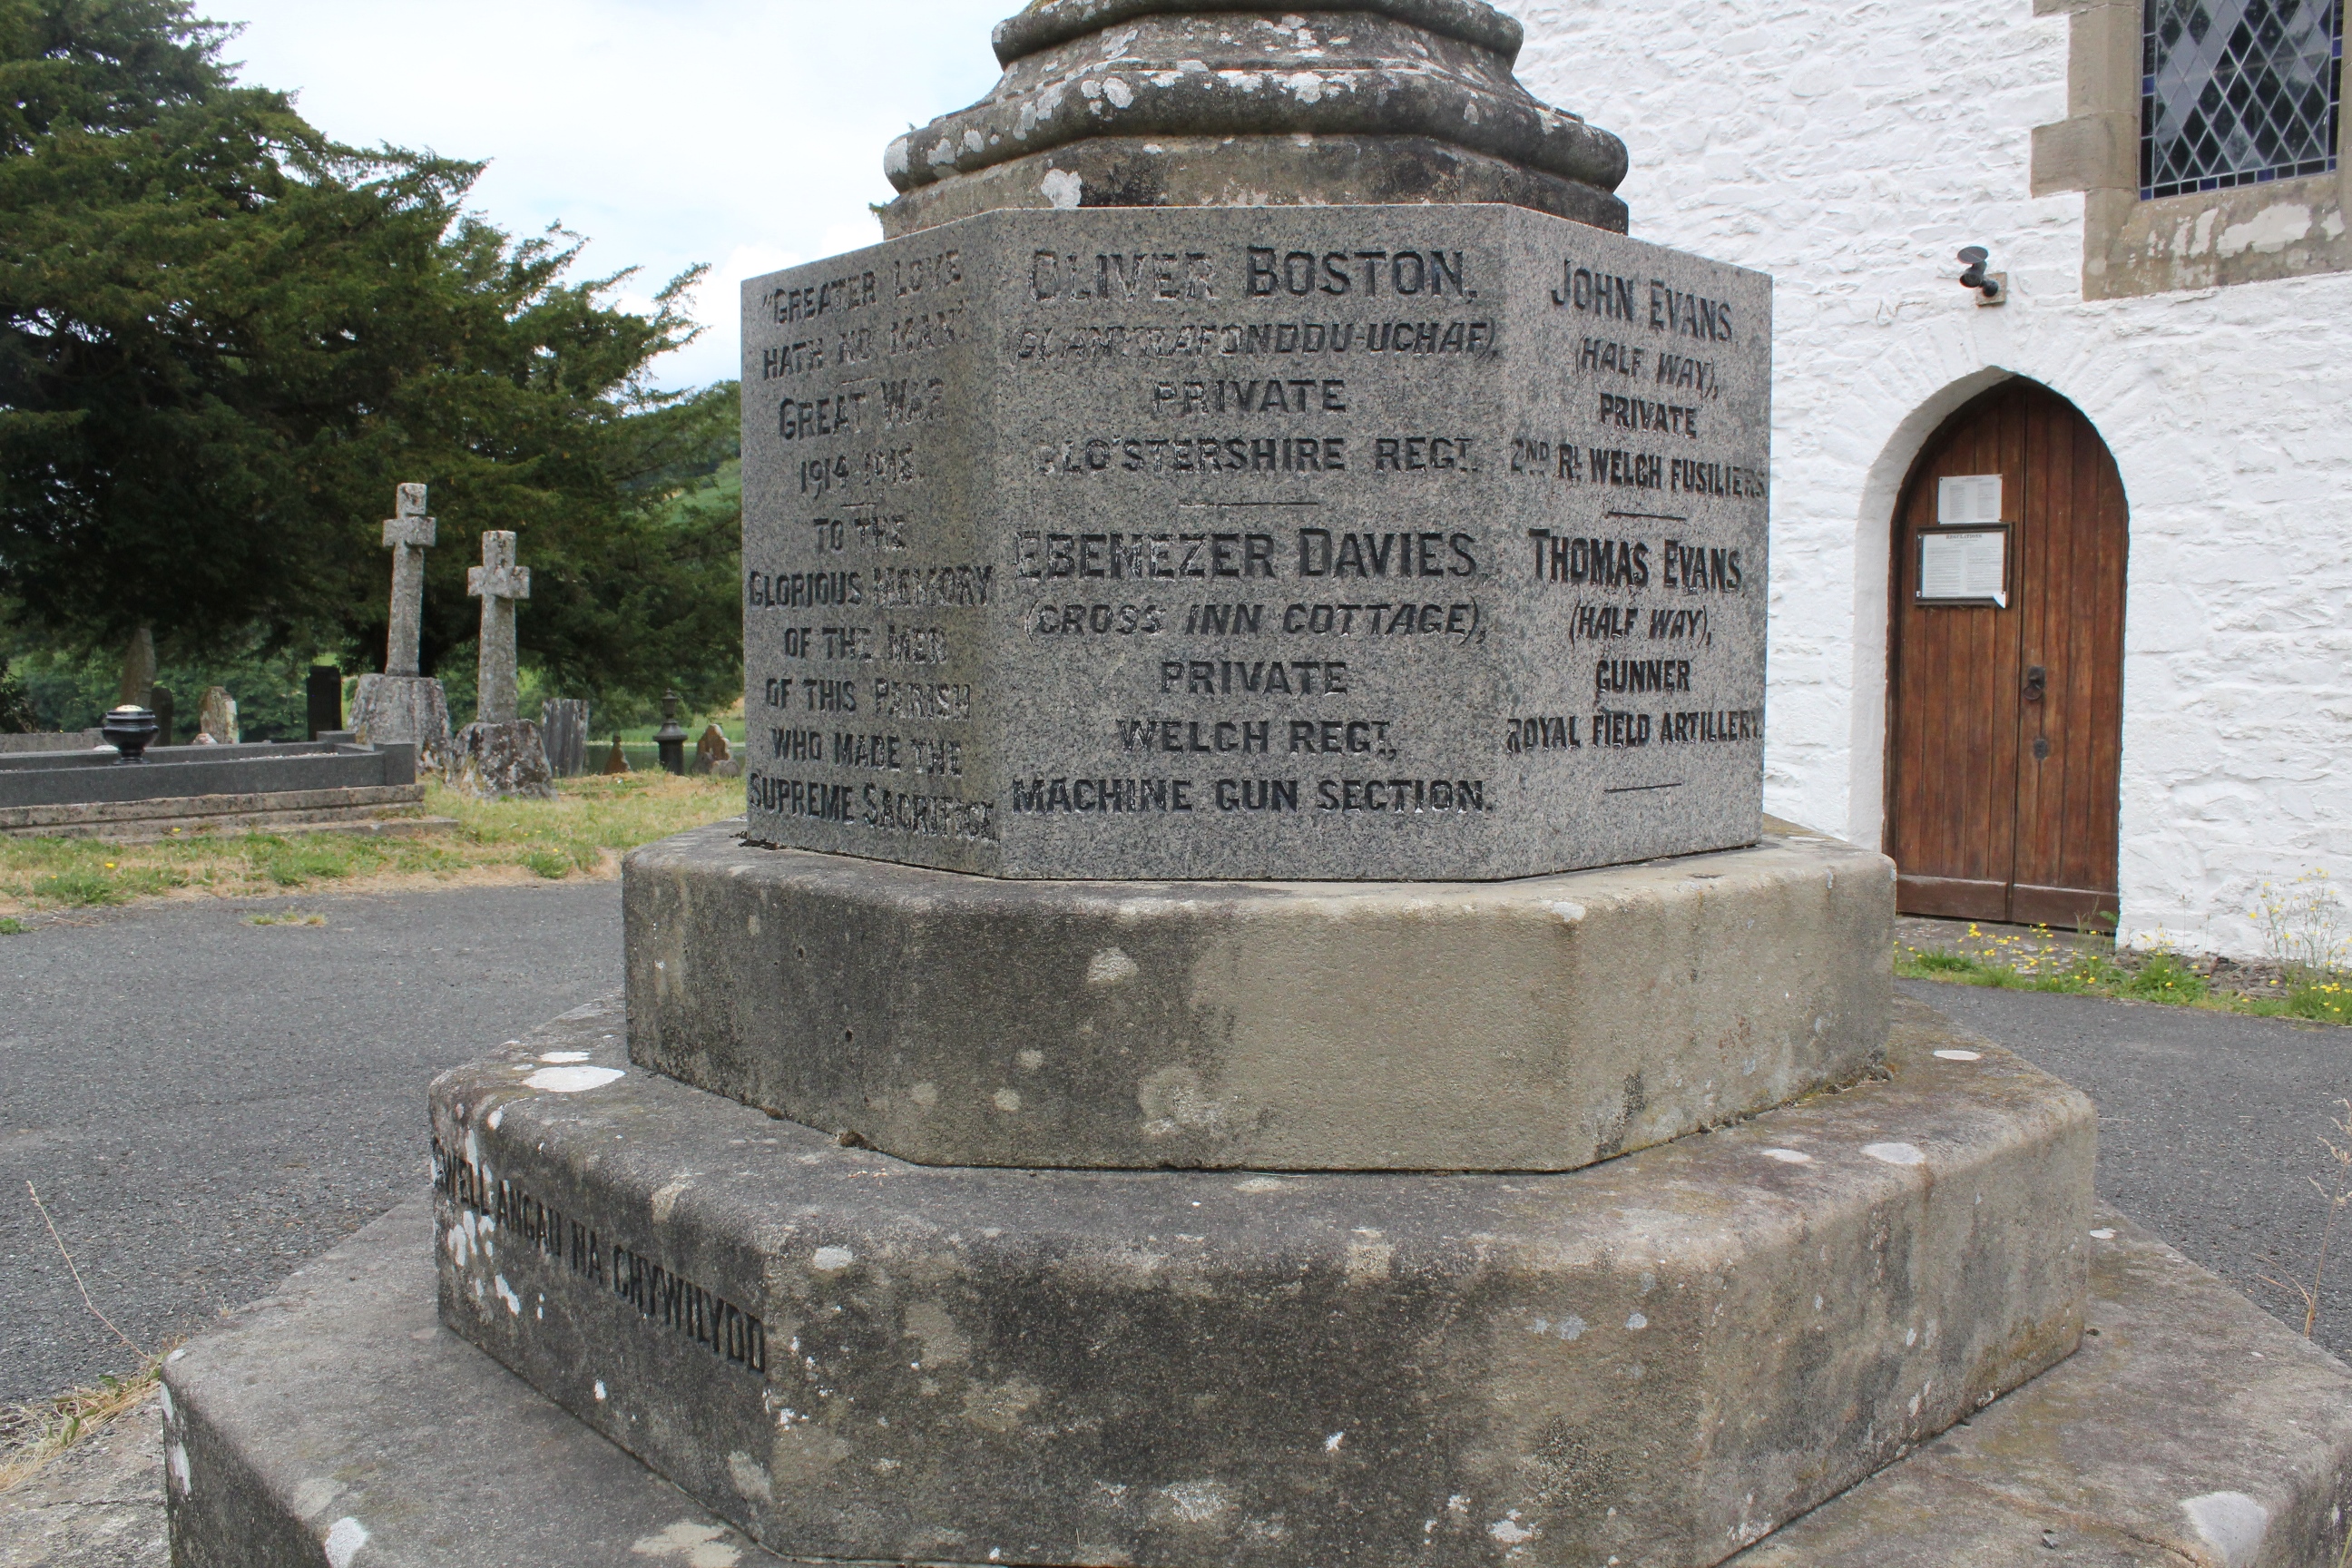 "GREATER LOVE
HATH NO MAN"
GREAT WAR
1914 1918.
TO THE
GLORIOUS MEMORY
OF THE MEN
OF THIS PARISH
WHO MADE THE
SUPREME SACRIFICE
OLIVER BOSTON,
(GLANTRAFONDDU-UCHAF),
PRIVATE
GLO'STERSHIRE REGT.
EBENEZER DAVIES,
(CROSS INN COTTAGE),
PRIVATE
WELCH REGT,
MACHINE GUN SECTION.
JOHN EVANS,
(HALF WAY),
PRIVATE
2ND RL WELCH FUSILIERS.
THOMAS EVANS,
(HALF WAY),
GUNNER
ROYAL FIELD ARTILLERY.
GWELL ANGAU NA CHYWILYDD
REGULATIONS